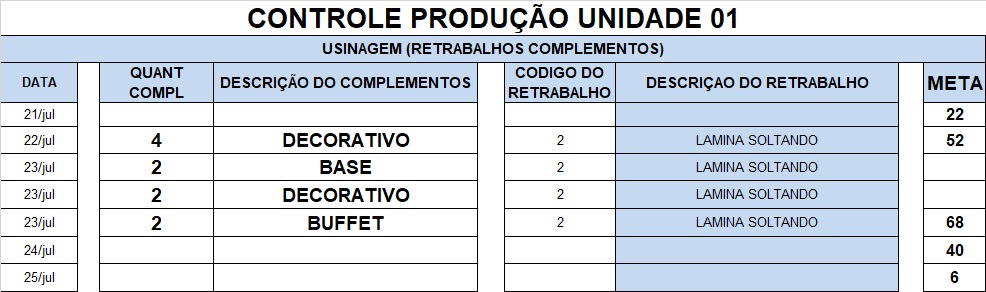 CONTROLE PRODUÇÃO UNIDADE 01
USINAGEM (RETRABALHOS COMPLEMENTOS)
DATA QUANT COMPL DESCRIÇÃO DO COMPLEMENTOS CODIGO DO RETRABALHO DESCRIÇAO DO RETRABALHO META
21/jul 22
22/jul 4 DECORATIVO 2 LAMINA SOLTANDO 52
23/jul 2 BASE 2 LAMINA SOLTANDO
23/jul 2 DECORATIVO 2 LAMINA SOLTANDO
23/jul 2 BUFFET 2 LAMINA SOLTANDO 68
24/jul 40
25/jul 6